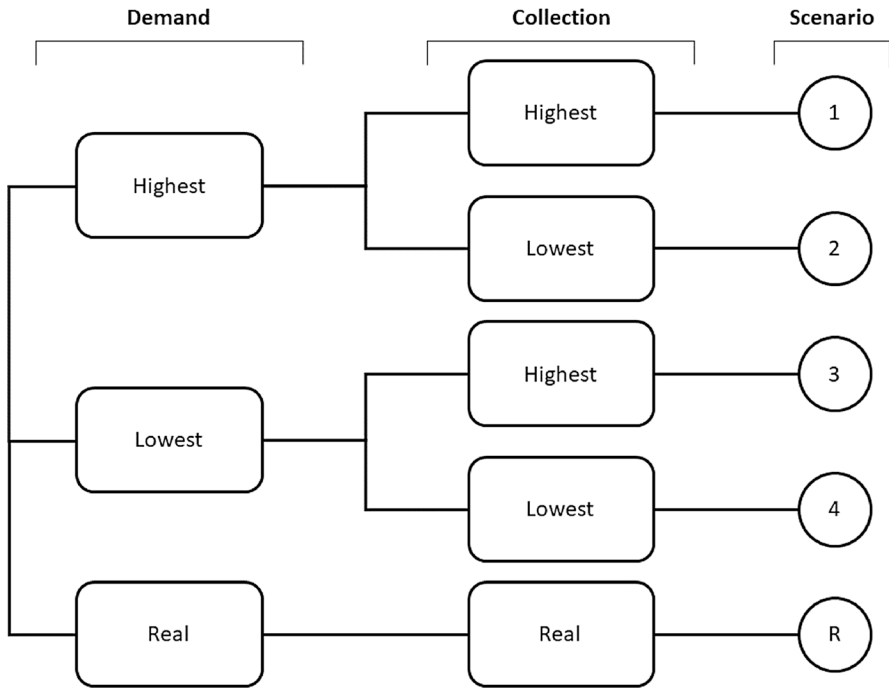 Demand Collection Scenario
Highest 1
Highest
Lowest 2
Highest 3
Lowest
Lowest 4
Real Real R